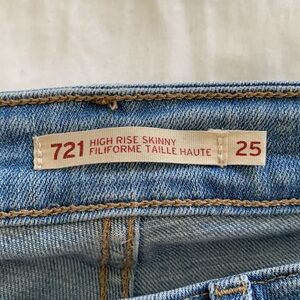 721 HIGH RISE SKINNY
FILIFORME TAILLE HAUTE
25